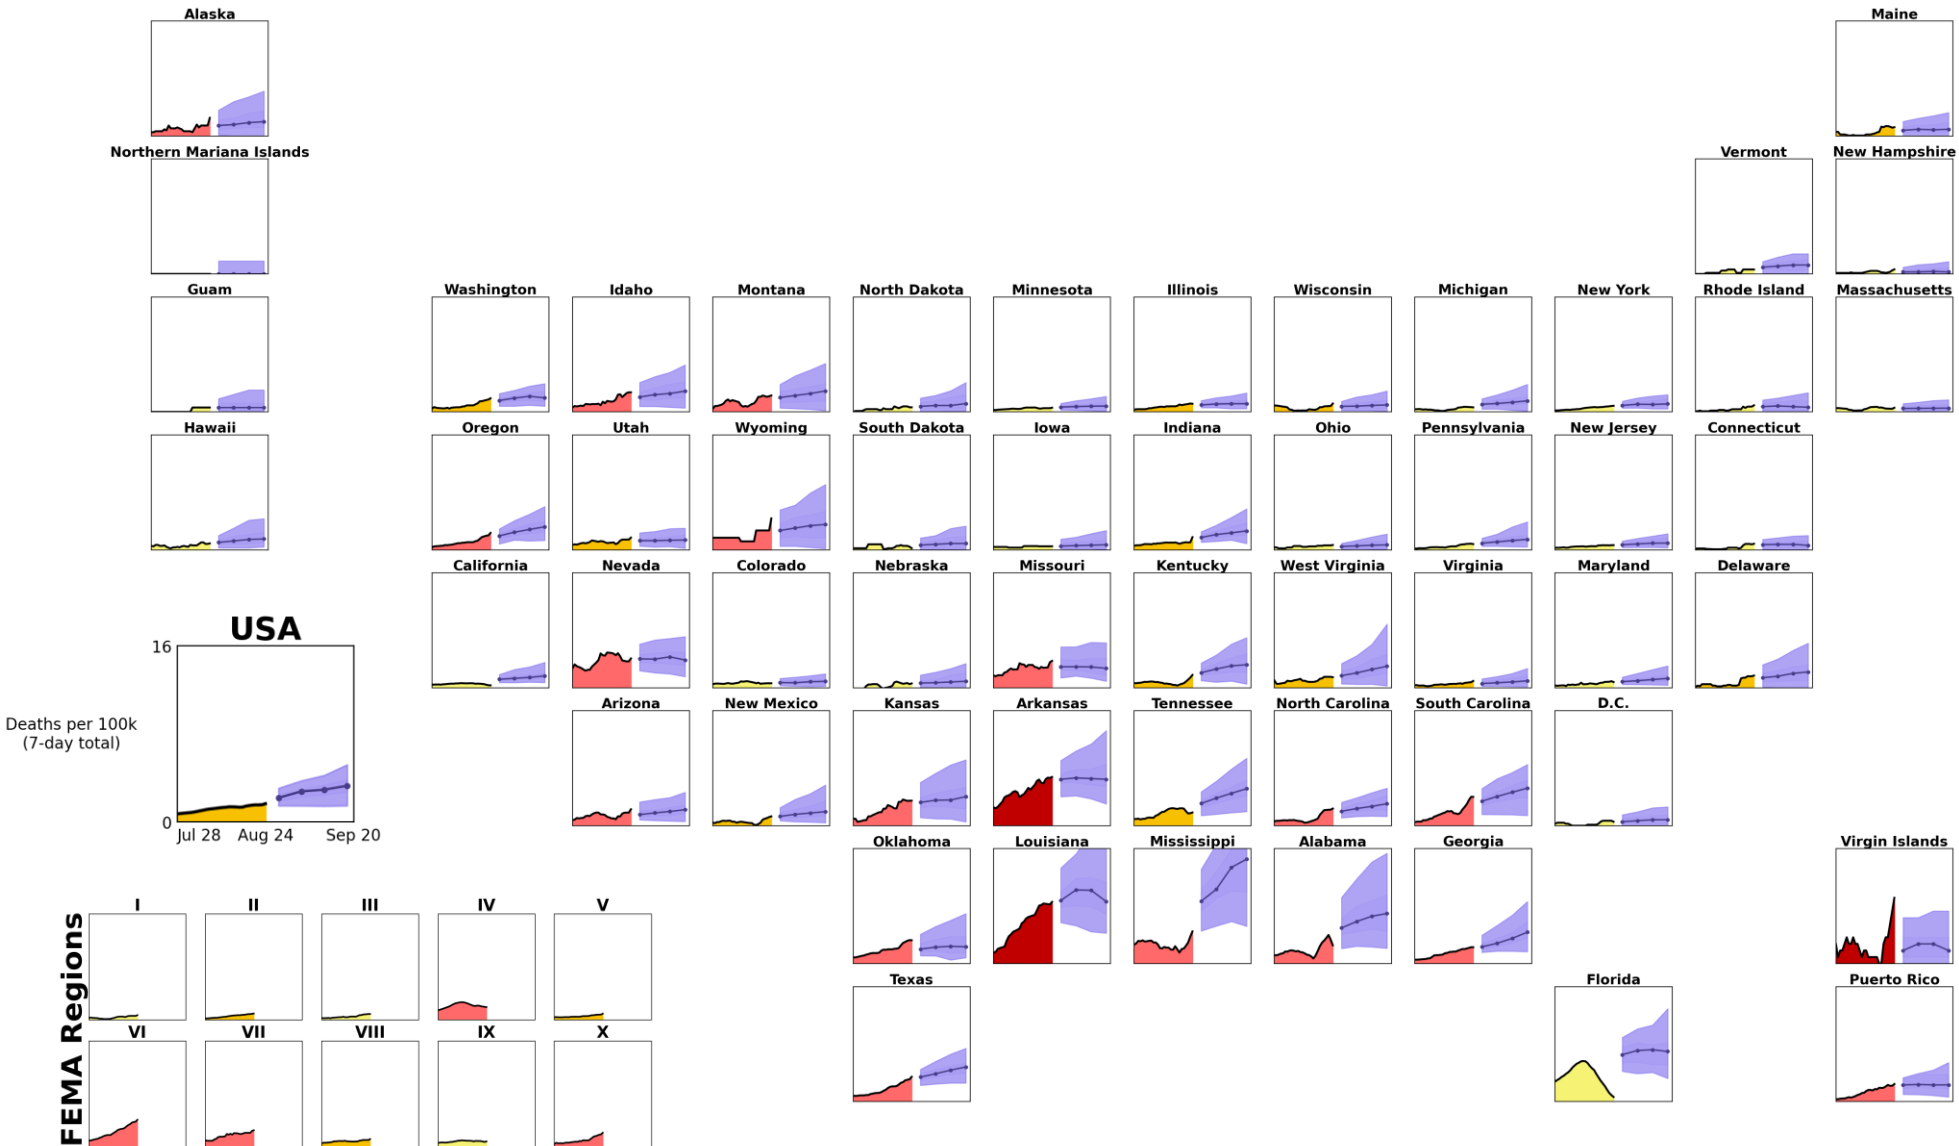 Alaska
Maine
Northern Mariana Islands
Vermont
New Hampshire
Guam
Washington
Idaho
Montana
North Dakota
Minnesota
Illinois
Wisconsin
Michigan
New York
Rhode Island
Massachusetts
Hawaii
Oregon
Utah
Wyoming
South Dakota
Iowa
Indiana
Ohio
Pennsylvania
New Jersey
Connecticut
California
Nevada
Colorado
Nebraska
Missouri
Kentucky
West Virginia
Virginia
Maryland
Delaware
USA
16
Deaths per 100k
(7-day total)
0
Jul 28
Aug 24
Sep 20
Arizona
New Mexico
Kansas
Arkansas
Tennessee
North Carolina
South Carolina
D.C.
Oklahoma
Louisiana
Mississippi
Alabama
Georgia
Virgin Islands
Texas
Florida
Puerto Rico
FEMA Regions
I
II
III
IV
V
VI
VII
VIII
IX
X